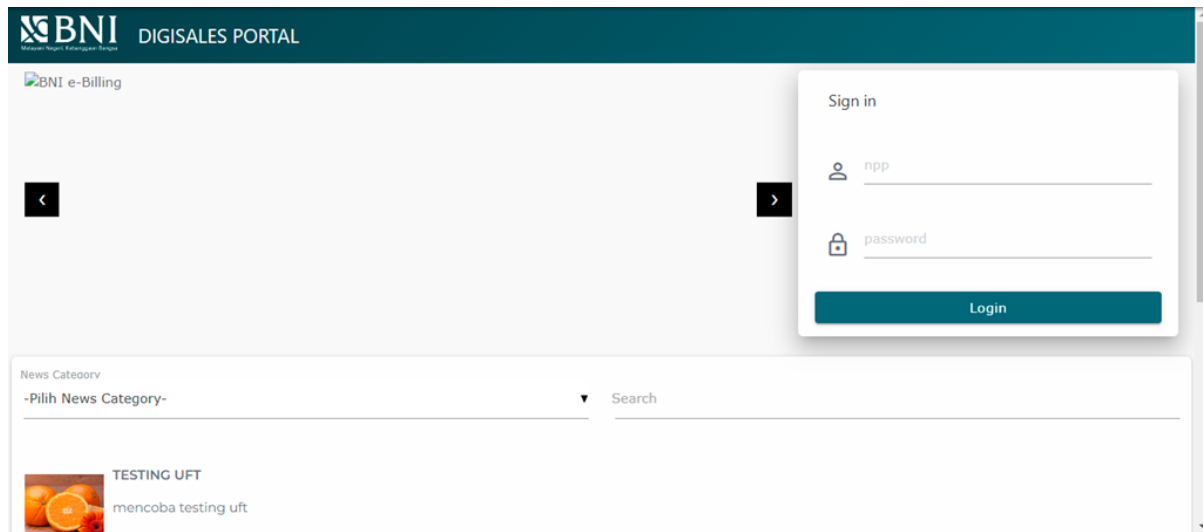 BNI
Melayani Negeri, Kebanggaan Bangsa
DIGISALES PORTAL
BNI e-Billing
Sign in
npp
password
Login
News Category
-Pilih News Category-
Search
TESTING UFT
mencoba testing uft